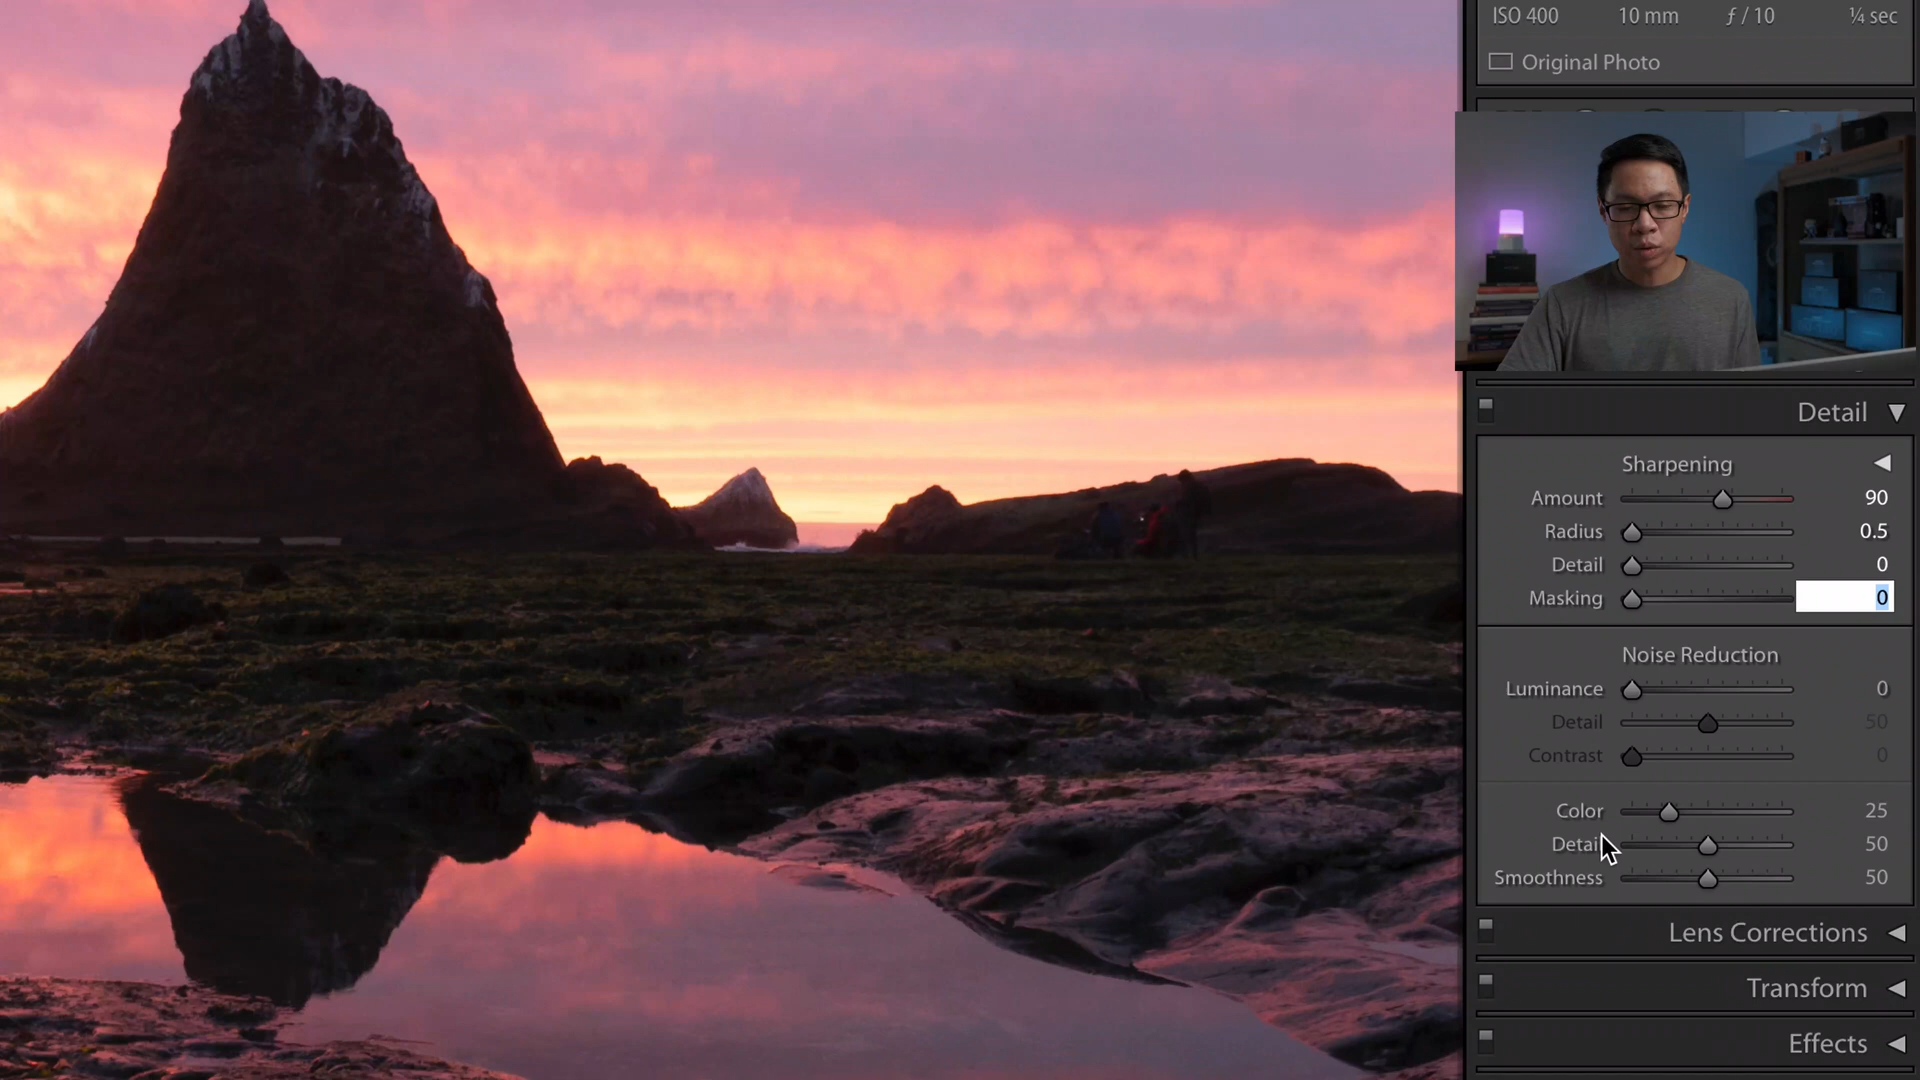 ISO 400 10 mm ƒ / 10 ¼ sec
Original Photo
Detail
Sharpening
Amount 90
Radius 0.5
Detail 0
Masking 0
Noise Reduction
Luminance 0
Detail 50
Contrast 0
Color 25
Detail 50
Smoothness 50
Lens Corrections
Transform
Effects